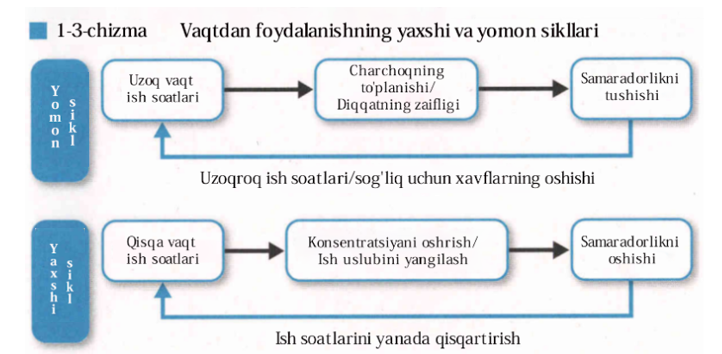 1-3-chizma Vaqtdan foydalanishning yaxshi va yomon sikllari
Yomon sikl
Uzoq vaqt
ish soatlari
Charchoqning
to'planishi/
Diqqatning zaifligi
Samaradorlikni
tushishi
Uzoqroq ish soatlari/sog'liq uchun xavflarning oshishi
Yaxshi sikl
Qisqa vaqt
ish soatlari
Konsentratsiyani oshrish/
Ish uslubini yangilash
Samaradorlikni
oshishi
Ish soatlarini yanada qisqartirish